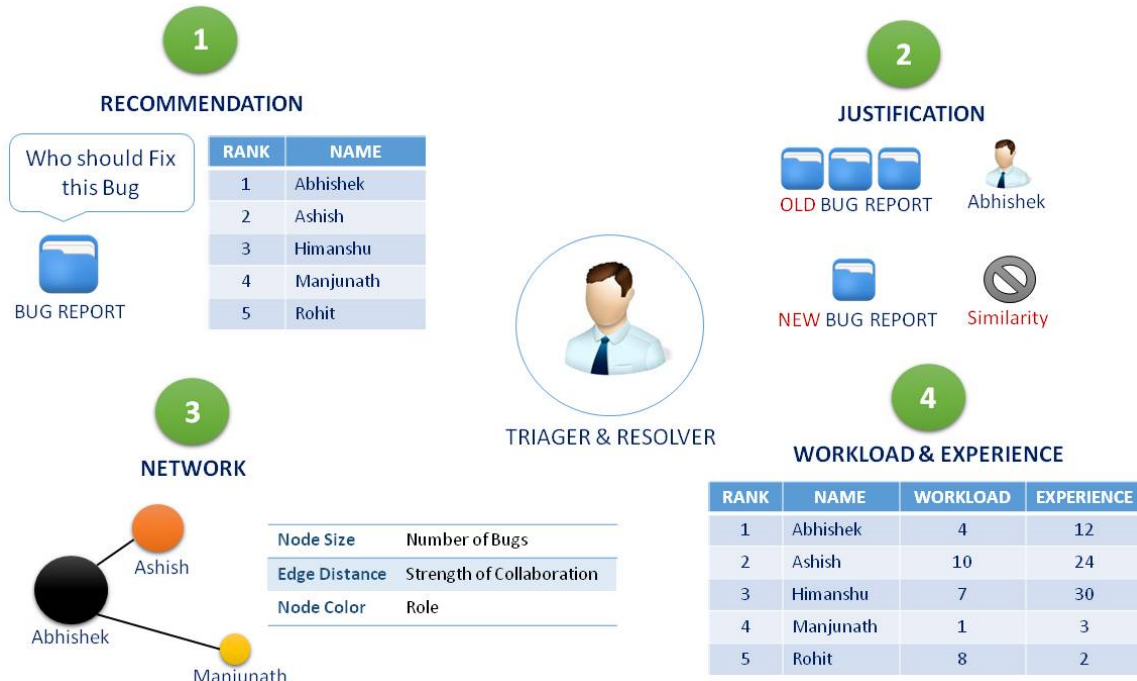 1
RECOMMENDATION
Who should Fix
this Bug
BUG REPORT
RANK NAME
1 Abhishek
2 Ashish
3 Himanshu
4 Manjunath
5 Rohit
2
JUSTIFICATION
OLD BUG REPORT
Abhishek
NEW BUG REPORT
Similarity
TRIAGER & RESOLVER
3
NETWORK
Ashish
Abhishek
Manjunath
Node Size Number of Bugs
Edge Distance Strength of Collaboration
Node Color Role
4
WORKLOAD & EXPERIENCE
RANK NAME WORKLOAD EXPERIENCE
1 Abhishek 4 12
2 Ashish 10 24
3 Himanshu 7 30
4 Manjunath 1 3
5 Rohit 8 2